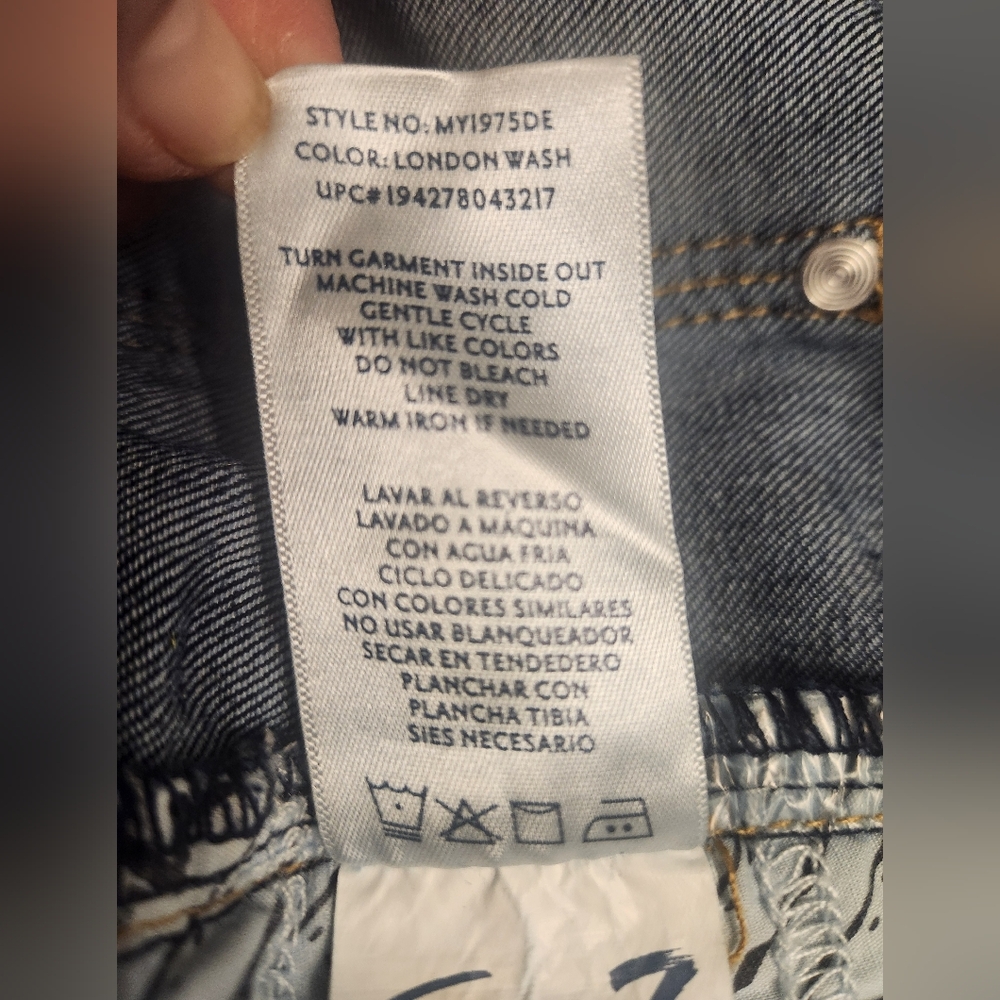 STYLE NO: MY1975DE
COLOR: LONDON WASH
UPC# 194278043217
TURN GARMENT INSIDE OUT
MACHINE WASH COLD
GENTLE CYCLE
WITH LIKE COLORS
DO NOT BLEACH
LINE DRY
WARM IRON IF NEEDED
LAVAR AL REVERSO
LAVADO A MAQUINA
CON AGUA FRIA
CICLO DELICADO
CON COLORES SIMILARES
NO USAR BLANQUEADOR
SECAR EN TENDEDERO
PLANCHAR CON
PLANCHA TIBIA
SIES NECESARIO